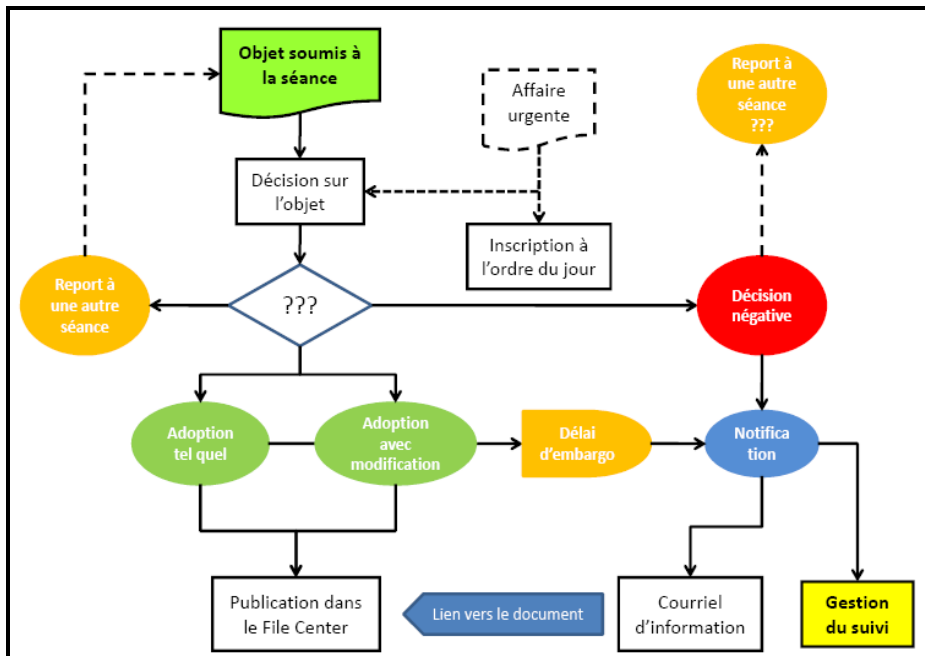 Objet soumis à
la séance
Affaire
urgente
Report à
une autre
séance
???
Décision sur
l'objet
Inscription à
l'ordre du jour
Report à
une autre
séance
???
Décision
négative
Adoption
tel quel
Adoption
avec
modification
Délai
d'embargo
Notifica
tion
Publication dans
le File Center
Lien vers le document
Courriel
d'information
Gestion
du suivi